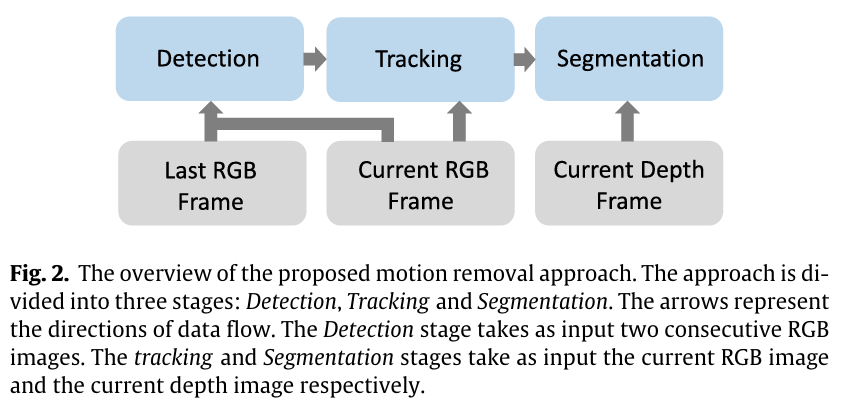 Detection Tracking Segmentation
Last RGB Frame
Current RGB Frame
Current Depth Frame
Fig. 2. The overview of the proposed motion removal approach. The approach is di-
vided into three stages: Detection, Tracking and Segmentation. The arrows represent
the directions of data flow. The Detection stage takes as input two consecutive RGB
images. The tracking and Segmentation stages take as input the current RGB image
and the current depth image respectively.